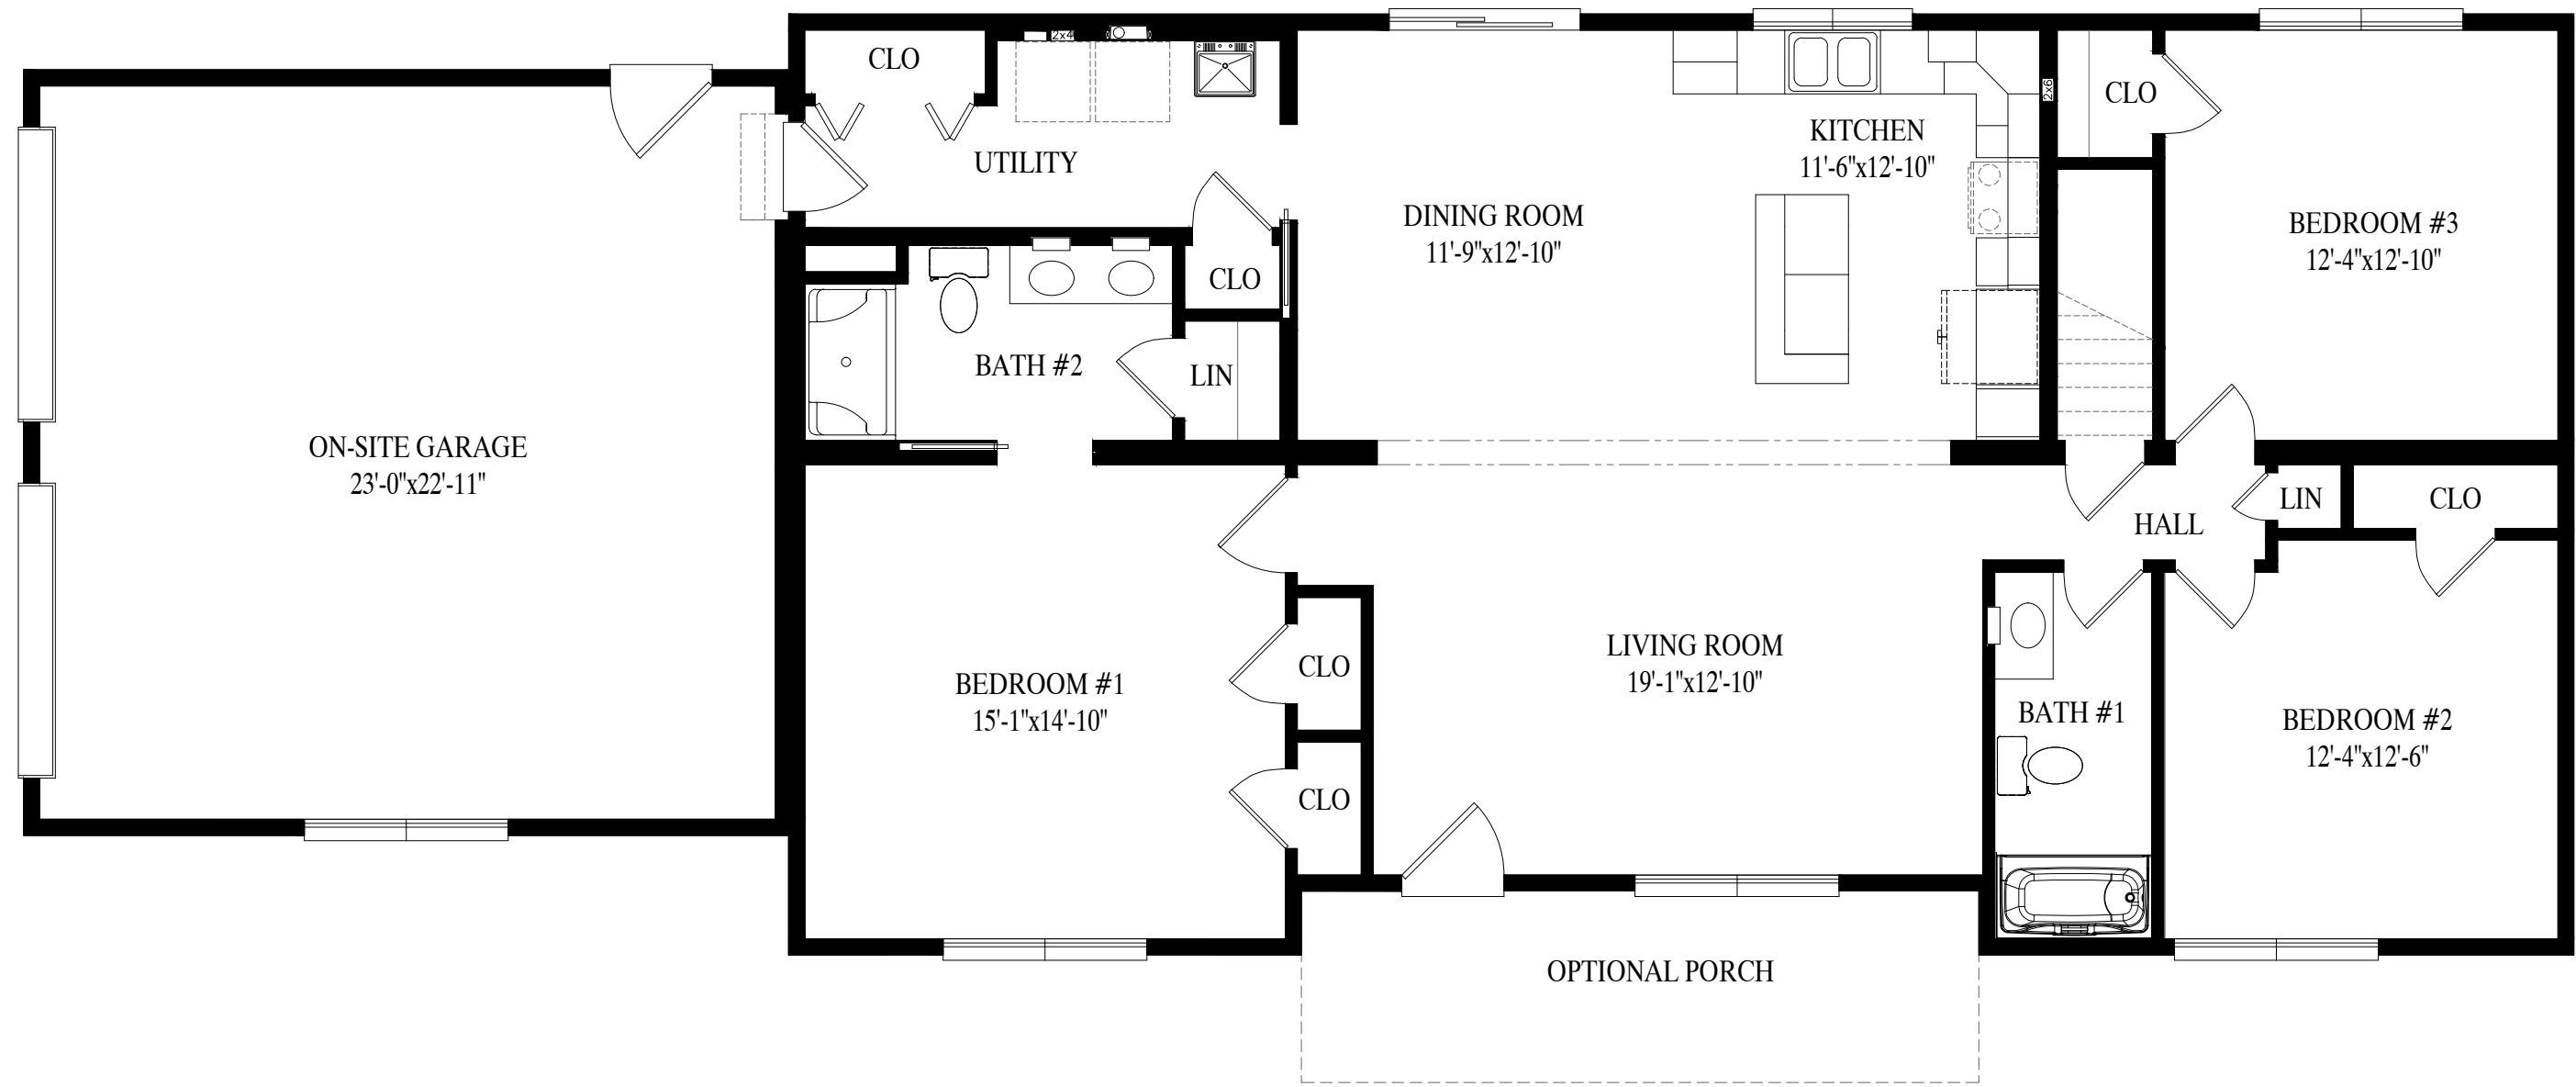 CLO
2x4
UTILITY
CLO
BATH #2
LIN
ON-SITE GARAGE
23'-0"x22'-11"
DINING ROOM
11'-9"x12'-10"
KITCHEN
11'-6"x12'-10"
2x6
CLO
BEDROOM #3
12'-4"x12'-10"
HALL
LIN
CLO
BEDROOM #1
15'-1"x14'-10"
CLO
CLO
LIVING ROOM
19'-1"x12'-10"
BATH #1
BEDROOM #2
12'-4"x12'-6"
OPTIONAL PORCH